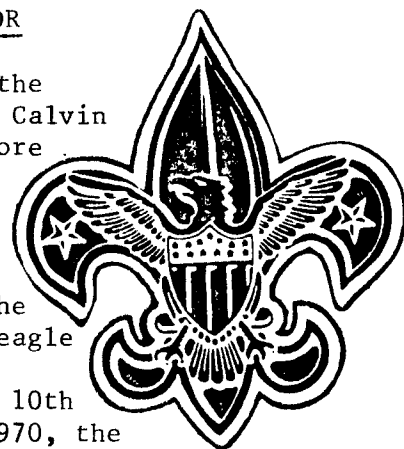 OR
the
Calvin
ore
he
eagle
10th
970, the